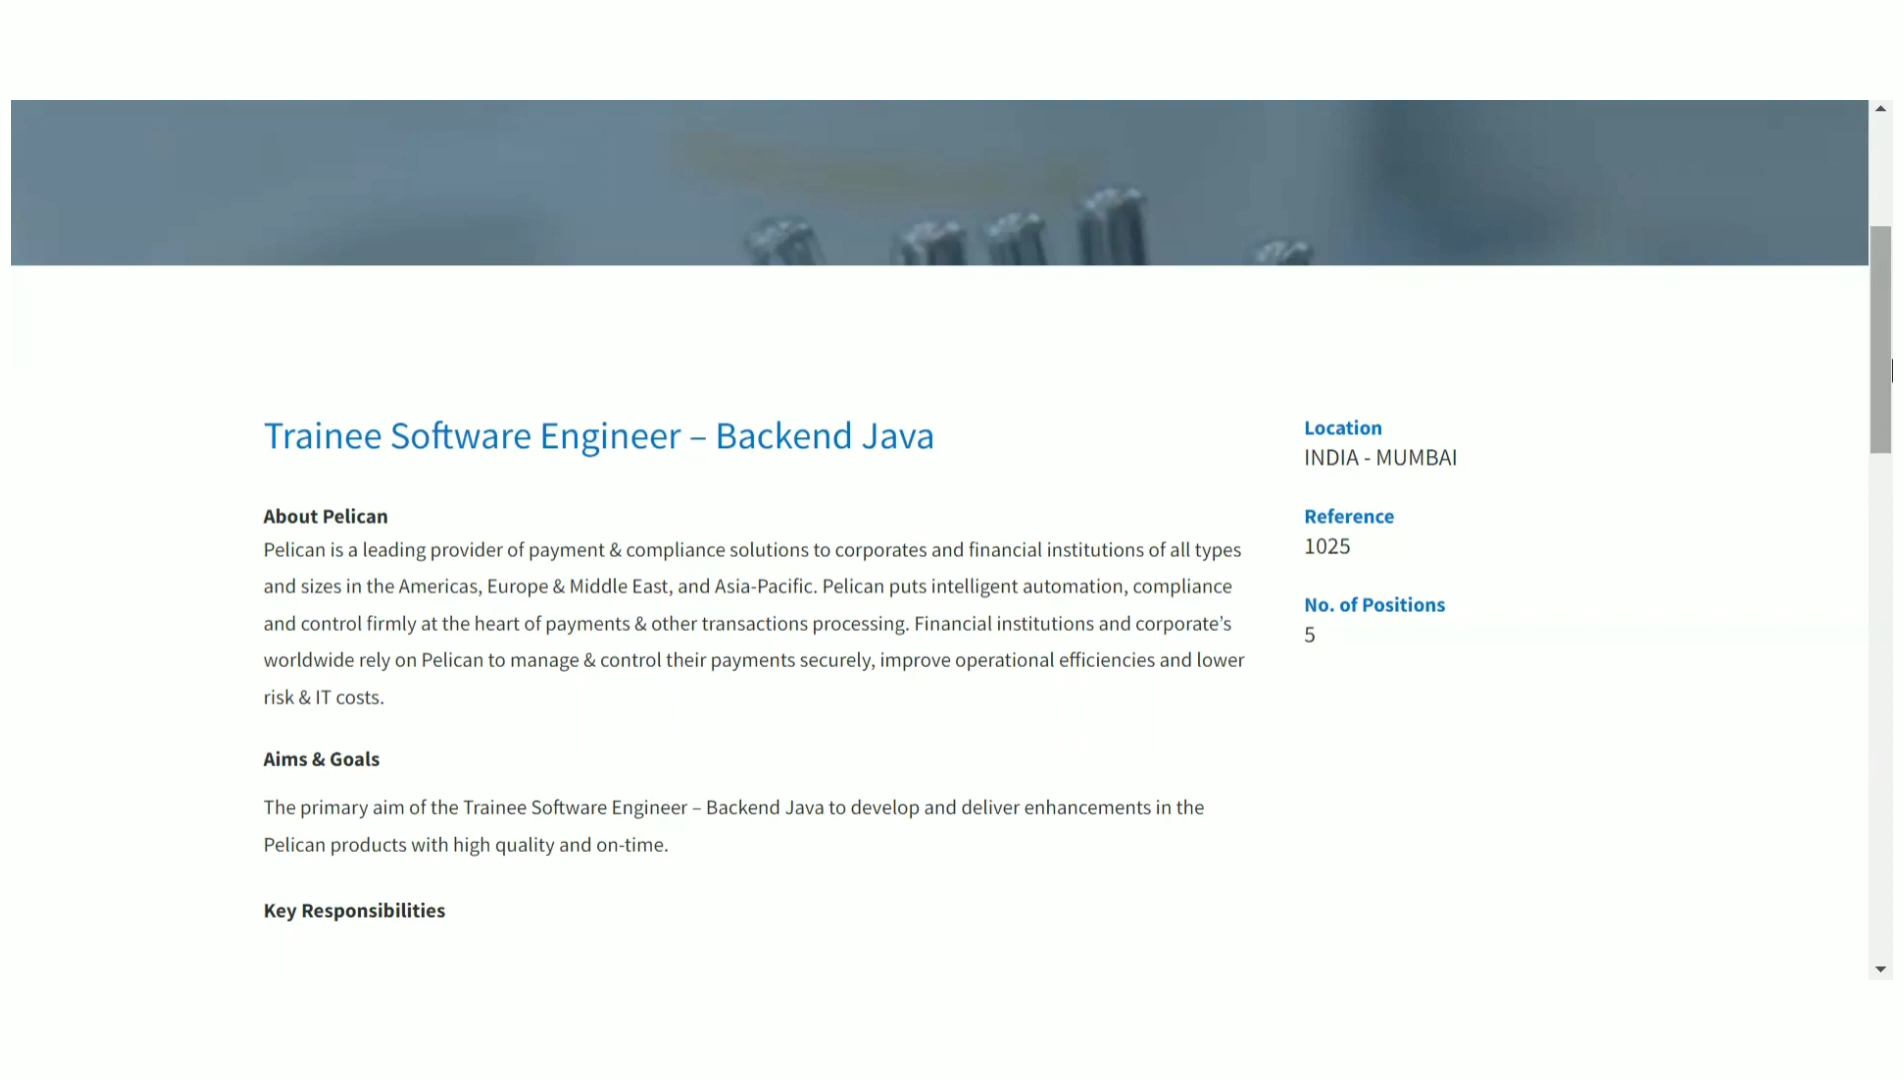 Trainee Software Engineer – Backend Java
About Pelican
Pelican is a leading provider of payment & compliance solutions to corporates and financial institutions of all types
and sizes in the Americas, Europe & Middle East, and Asia-Pacific. Pelican puts intelligent automation, compliance
and control firmly at the heart of payments & other transactions processing. Financial institutions and corporate’s
worldwide rely on Pelican to manage & control their payments securely, improve operational efficiencies and lower
risk & IT costs.
Aims & Goals
The primary aim of the Trainee Software Engineer – Backend Java to develop and deliver enhancements in the
Pelican products with high quality and on-time.
Key Responsibilities
Location
INDIA - MUMBAI
Reference
1025
No. of Positions
5